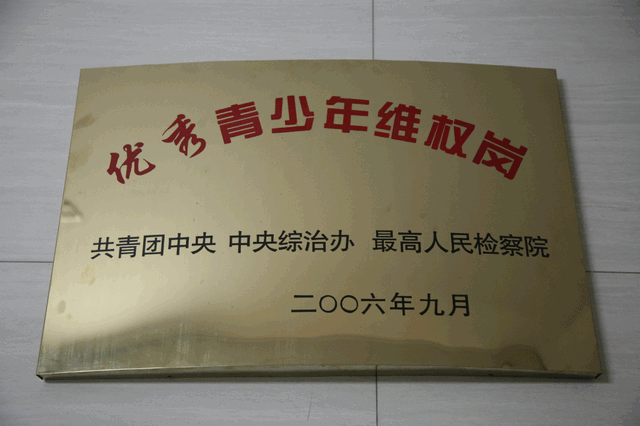 优秀青少年维权岗
共青团中央 中央综治办 最高人民检察院
二〇〇六年九月